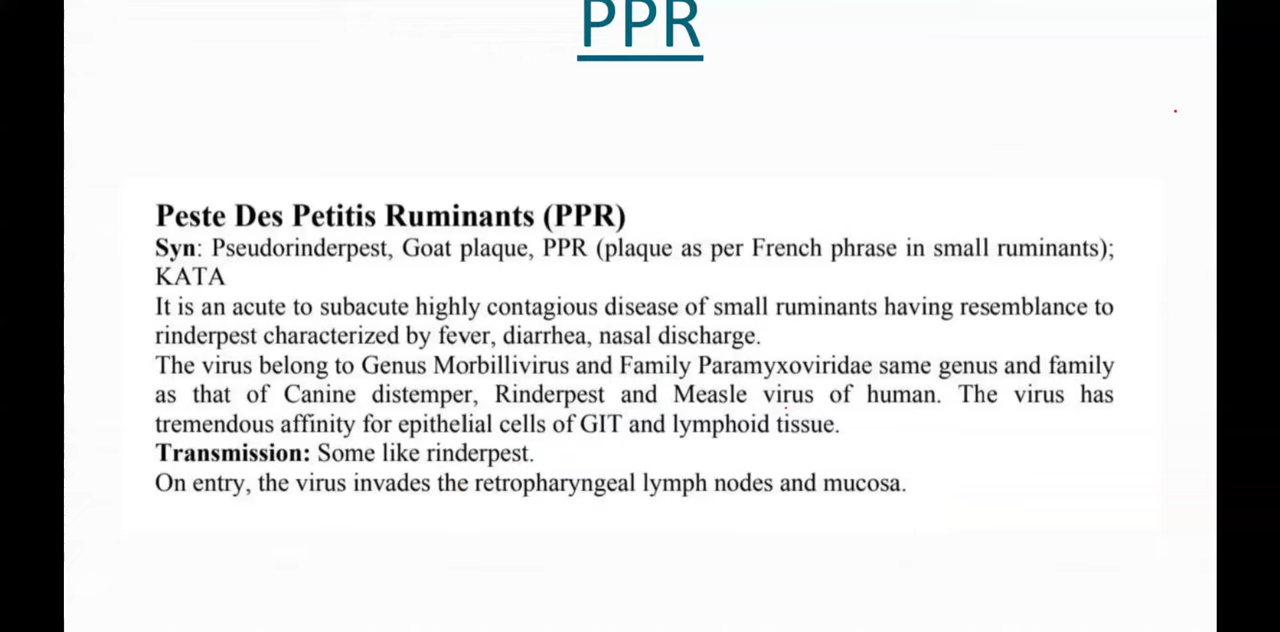 PPR
Peste Des Petitis Ruminants (PPR)
Syn: Pseudorinderpest, Goat plaque, PPR (plaque as per French phrase in small ruminants);
KATA
It is an acute to subacute highly contagious disease of small ruminants having resemblance to
rinderpest characterized by fever, diarrhea, nasal discharge.
The virus belong to Genus Morbillivirus and Family Paramyxoviridae same genus and family
as that of Canine distemper, Rinderpest and Measle virus of human. The virus has
tremendous affinity for epithelial cells of GIT and lymphoid tissue.
Transmission: Some like rinderpest.
On entry, the virus invades the retropharyngeal lymph nodes and mucosa.